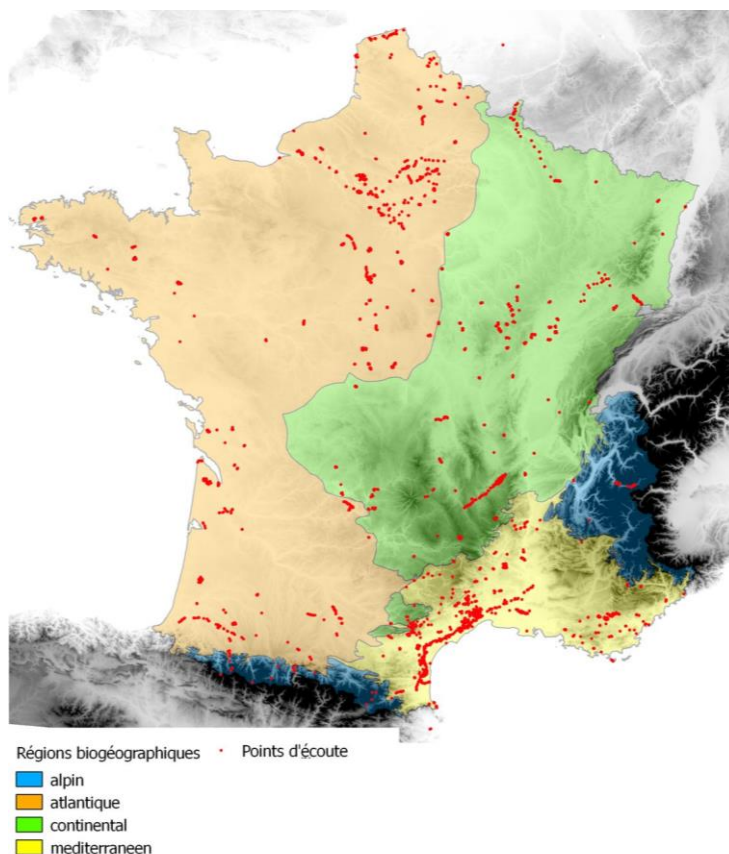 Régions biogéographiques • Points d'écoute
alpin
atlantique
continental
mediterraneen